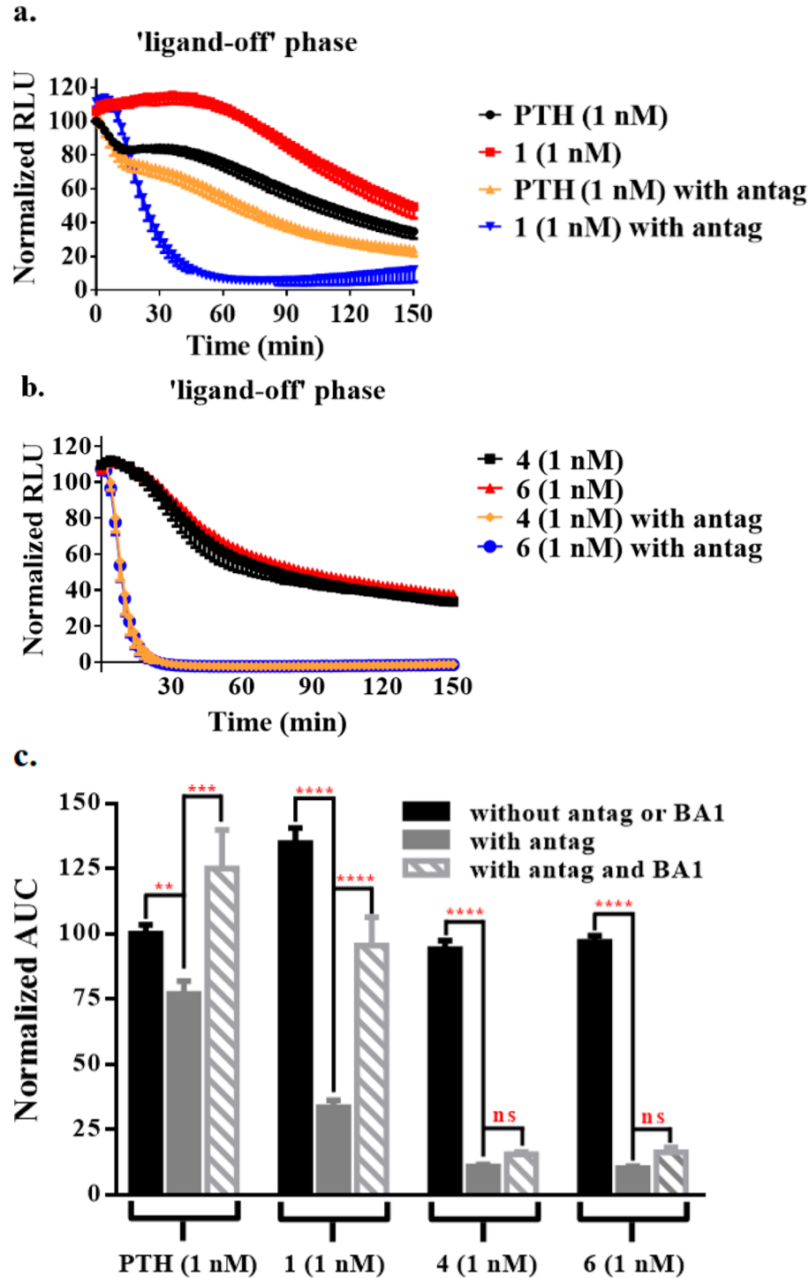 a.
'ligand-off' phase
Normalized RLU
120
100
80
60
40
20
0
0 30 60 90 120 150
Time (min)
PTH (1 nM)
1 (1 nM)
PTH (1 nM) with antag
1 (1 nM) with antag
b.
'ligand-off' phase
Normalized RLU
120
100
80
60
40
20
0
30 60 90 120 150
Time (min)
4 (1 nM)
6 (1 nM)
4 (1 nM) with antag
6 (1 nM) with antag
c.
Normalized AUC
150
125
100
75
50
25
0
without antag or BA1
with antag
with antag and BA1
** *** **** **** **** ns **** ns
PTH (1 nM) 1 (1 nM) 4 (1 nM) 6 (1 nM)